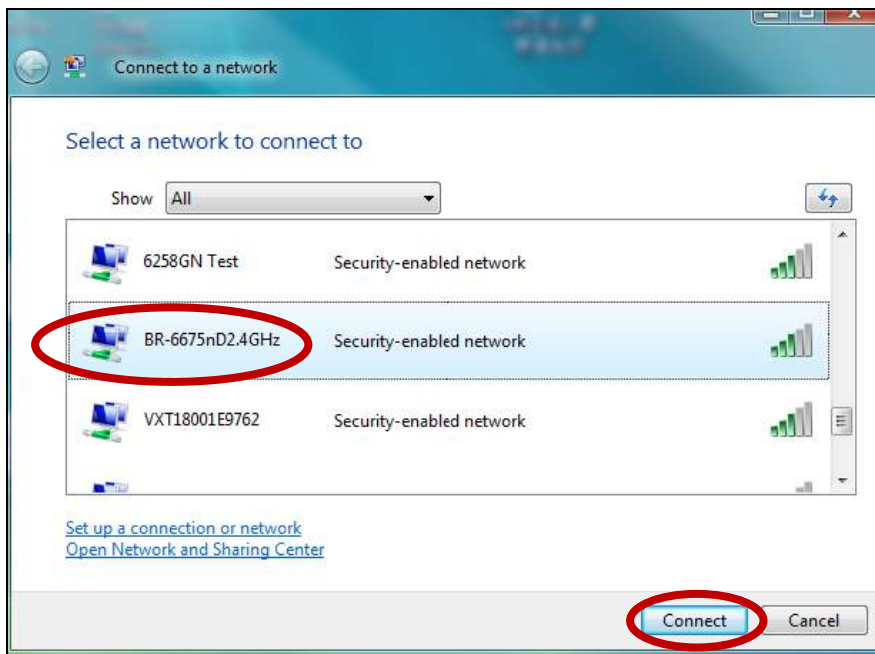 Connect to a network
Select a network to connect to
Show All
6258GN Test Security-enabled network
BR-6675nD2.4GHz Security-enabled network
VXT18001E9762 Security-enabled network
Set up a connection or network
Open Network and Sharing Center
Connect Cancel